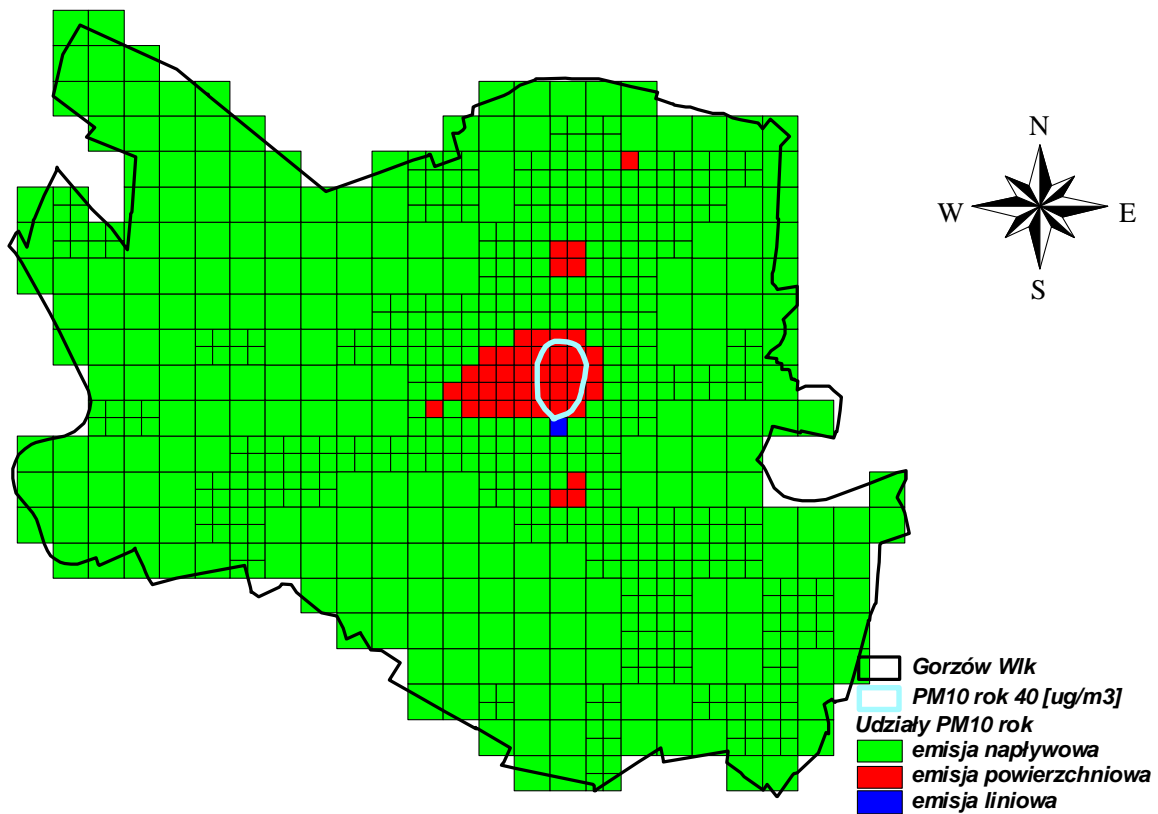 N
W
E
S
Gorzów Wlk
PM10 rok 40 [ug/m3]
Udziały PM10 rok
emisja napływowa
emisja powierzchniowa
emisja liniowa